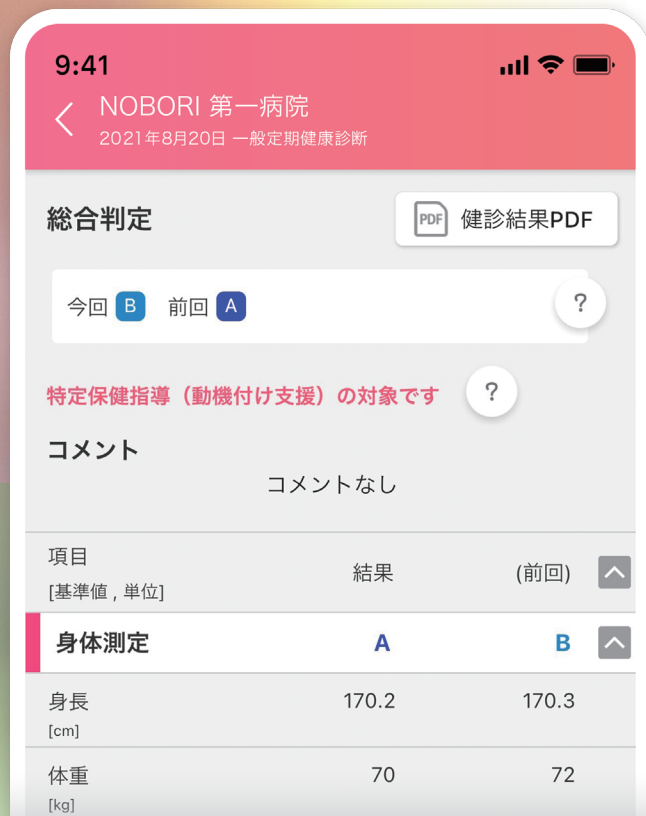 9:41
NOBORI 第一病院
2021年8月20日 一般定期健康診断
総合判定
PDF 健診結果PDF
今回 B 前回 A ?
特定保健指導（動機付け支援）の対象です ?
コメント
コメントなし
項目 結果 (前回)
[基準値 , 単位]
身体測定 A B
身長 170.2 170.3
[cm]
体重 70 72
[kg]